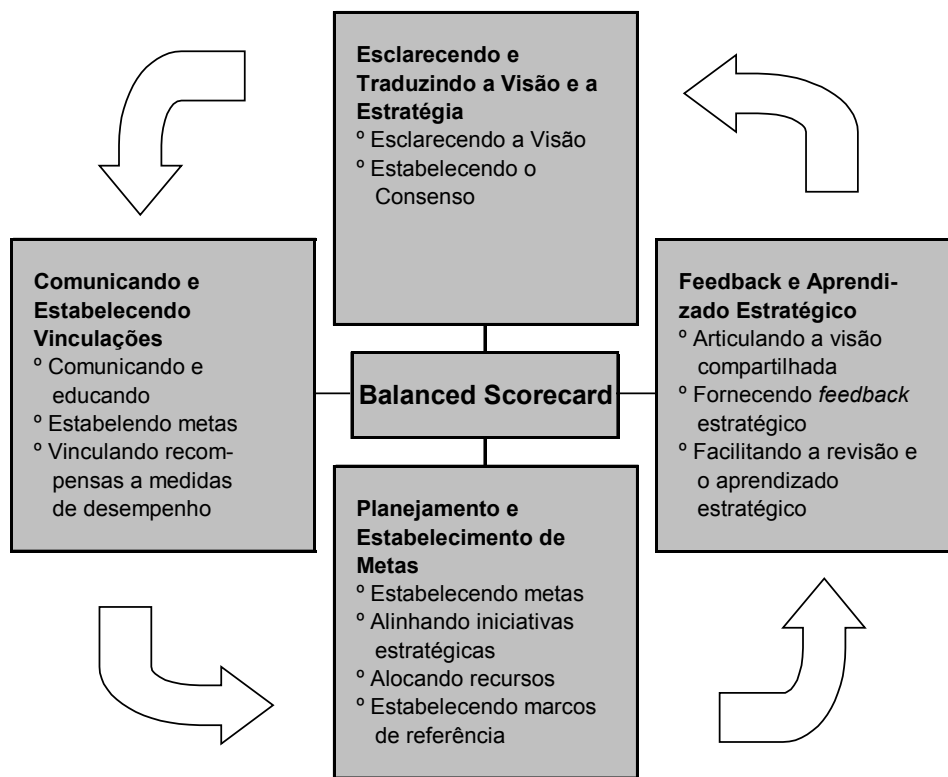 Esclarecendo e
Traduzindo a Visão e a
Estratégia
º Esclarecendo a Visão
º Estabelecendo o
Consenso
Comunicando e
Estabelecendo
Vinculações
º Comunicando e
educando
º Estabelendo metas
º Vinculando recom-
pensas a medidas
de desempenho
Balanced Scorecard
Feedback e Aprendi-
zado Estratégico
º Articulando a visão
compartilhada
º Fornecendo feedback
estratégico
º Facilitando a revisão e
o aprendizado
estratégico
Planejamento e
Estabelecimento de
Metas
º Estabelecendo metas
º Alinhando iniciativas
estratégicas
º Alocando recursos
º Estabelecendo marcos
de referência